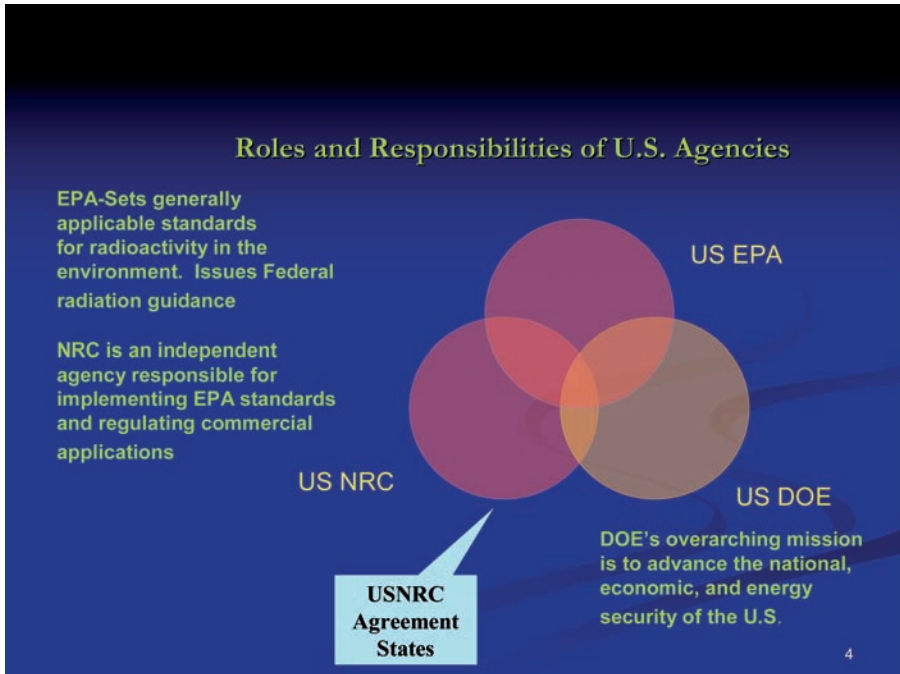 Roles and Responsibilities of U.S. Agencies
EPA-Sets generally
applicable standards
for radioactivity in the
environment.  Issues Federal
radiation guidance
US EPA
NRC is an independent
agency responsible for
implementing EPA standards
and regulating commercial
applications
US NRC
US DOE
DOE’s overarching mission
is to advance the national,
economic, and energy
security of the U.S.
USNRC
Agreement
States
4